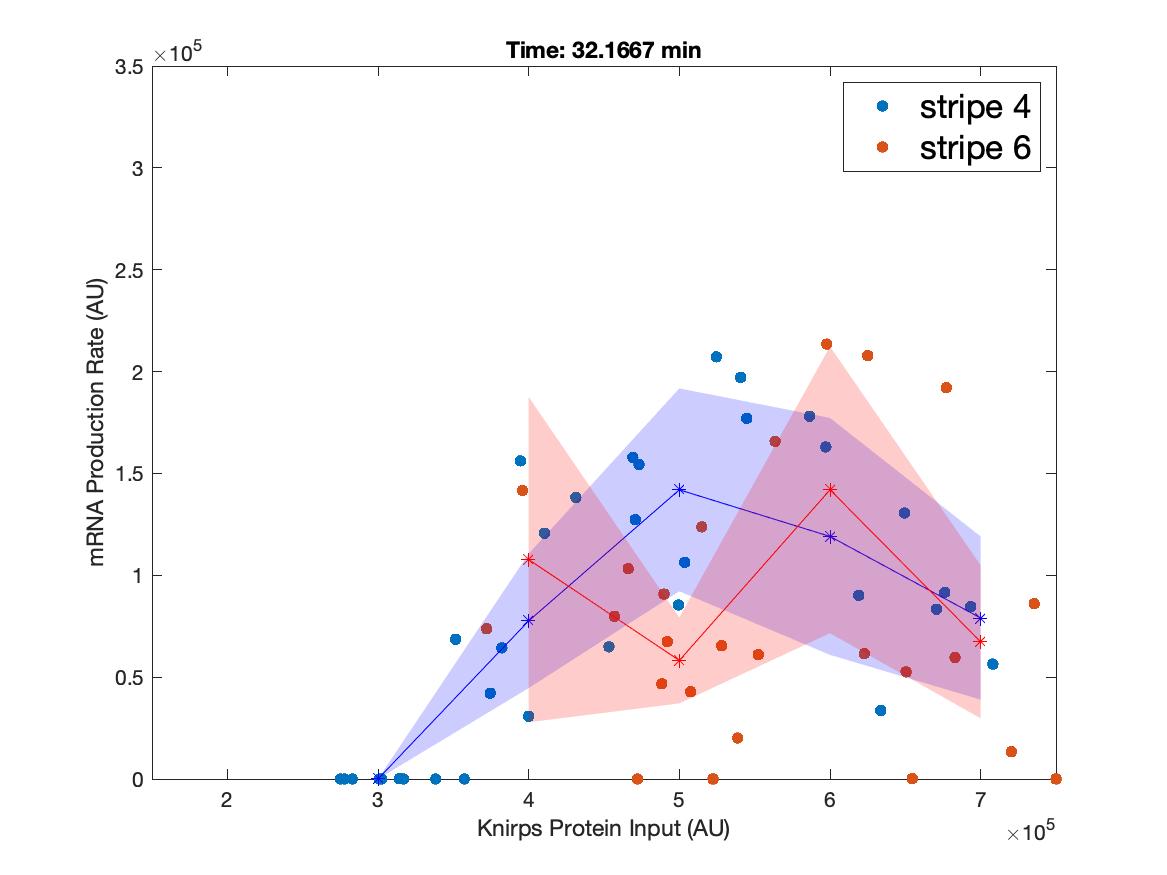 Time: 32.1667 min
×10^5
3.5
3
2.5
2
1.5
1
0.5
0
mRNA Production Rate (AU)
stripe 4
stripe 6
2 3 4 5 6 7
Knirps Protein Input (AU)
×10^5